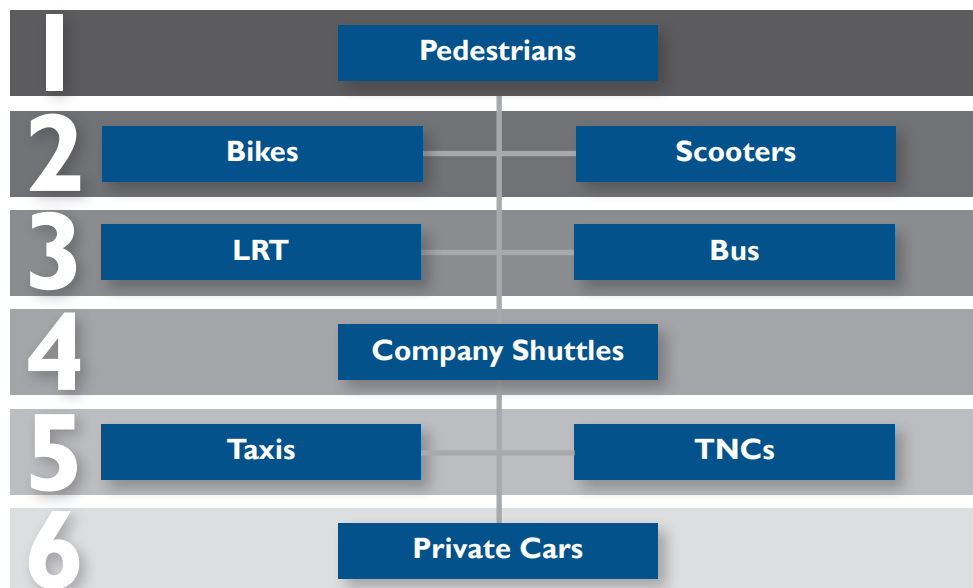 1
Pedestrians
2
Bikes
Scooters
3
LRT
Bus
4
Company Shuttles
5
Taxis
TNCs
6
Private Cars